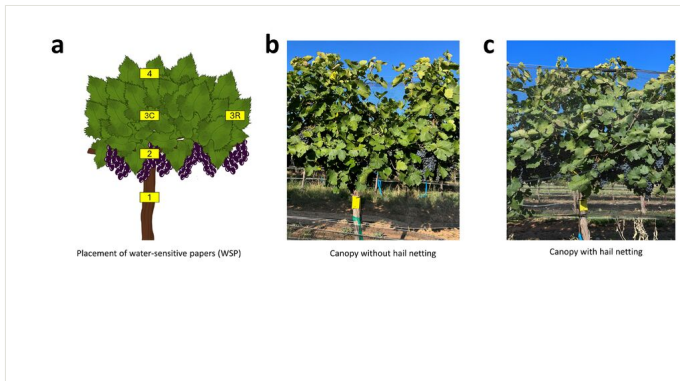 a
b
c
4
3C
3R
2
1
Placement of water-sensitive papers (WSP)
Canopy without hail netting
Canopy with hail netting